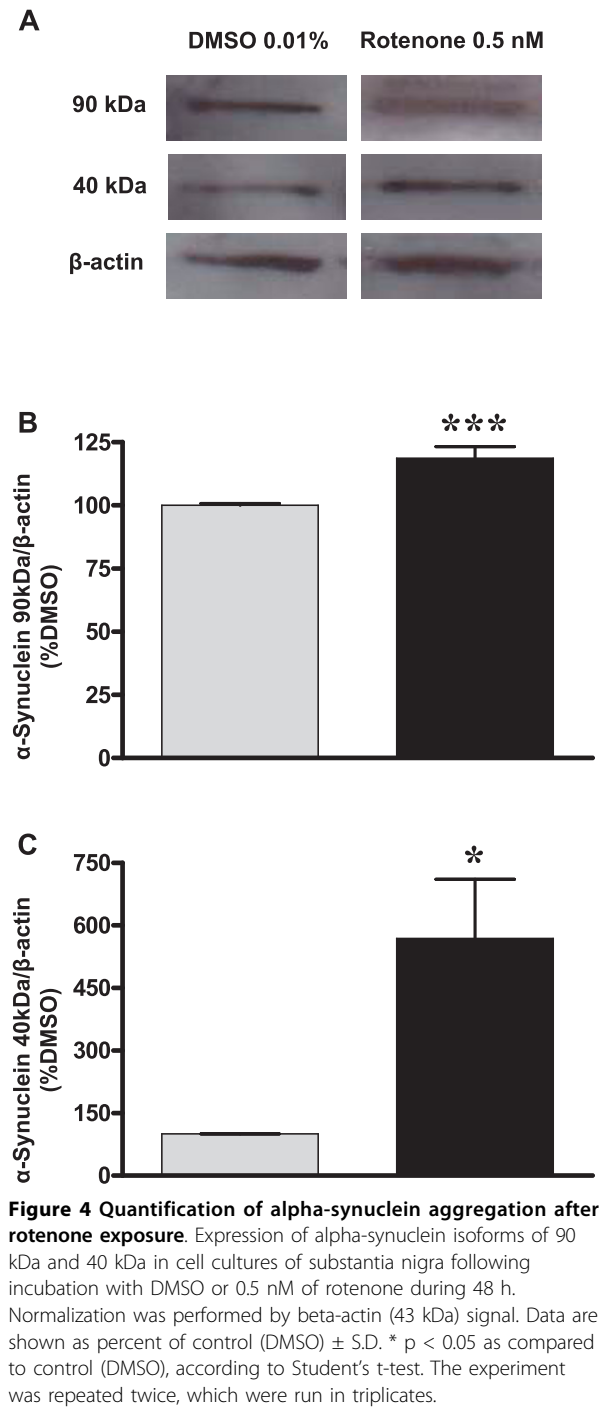 A
DMSO 0.01% Rotenone 0.5 nM
90 kDa
40 kDa
β-actin
B
***
125
100
75
50
25
0
α-Synuclein 90kDa/β-actin
(%DMSO)
C
*
750
600
450
300
150
0
α-Synuclein 40kDa/β-actin
(%DMSO)
Figure 4 Quantification of alpha-synuclein aggregation after
rotenone exposure. Expression of alpha-synuclein isoforms of 90
kDa and 40 kDa in cell cultures of substantia nigra following
incubation with DMSO or 0.5 nM of rotenone during 48 h.
Normalization was performed by beta-actin (43 kDa) signal. Data are
shown as percent of control (DMSO) ± S.D. * p < 0.05 as compared
to control (DMSO), according to Student's t-test. The experiment
was repeated twice, which were run in triplicates.